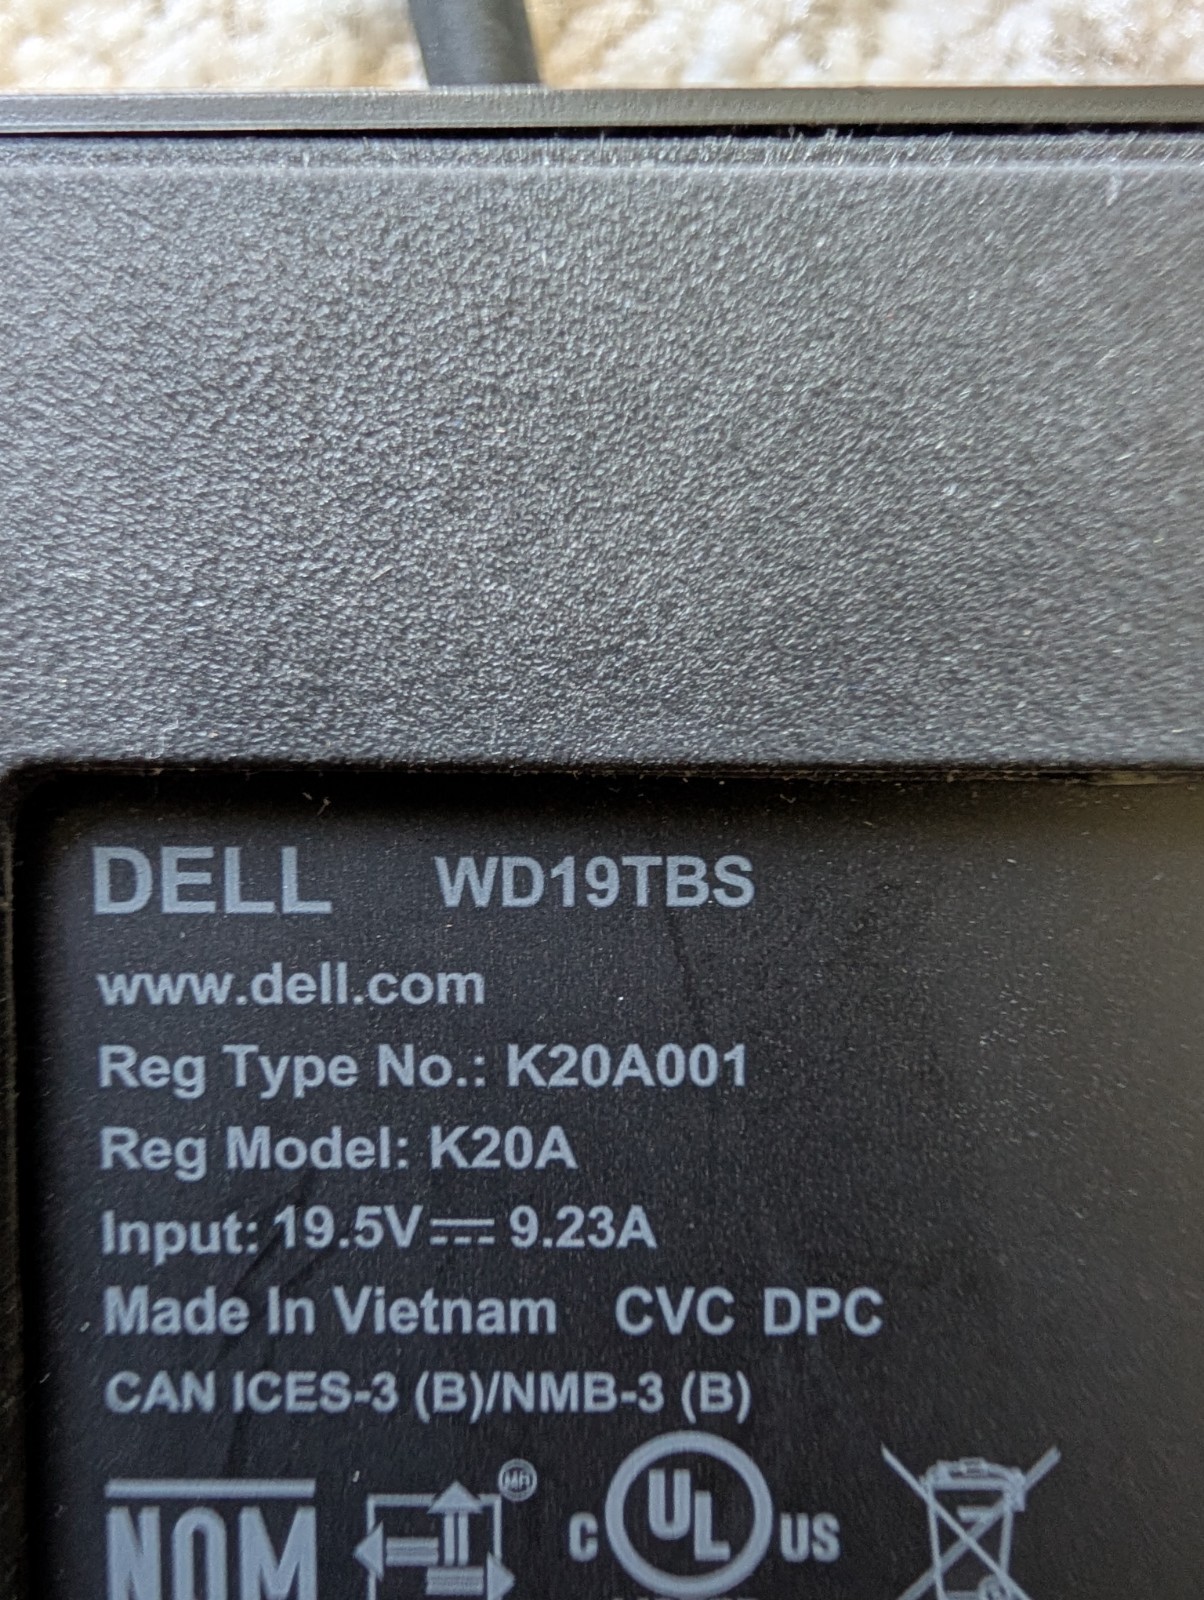 DELL WD19TBS
www.dell.com
Reg Type No.: K20A001
Reg Model: K20A
Input: 19.5V⎓9.23A
Made In Vietnam CVC DPC
CAN ICES-3 (B)/NMB-3 (B)
NOM MR C UL US